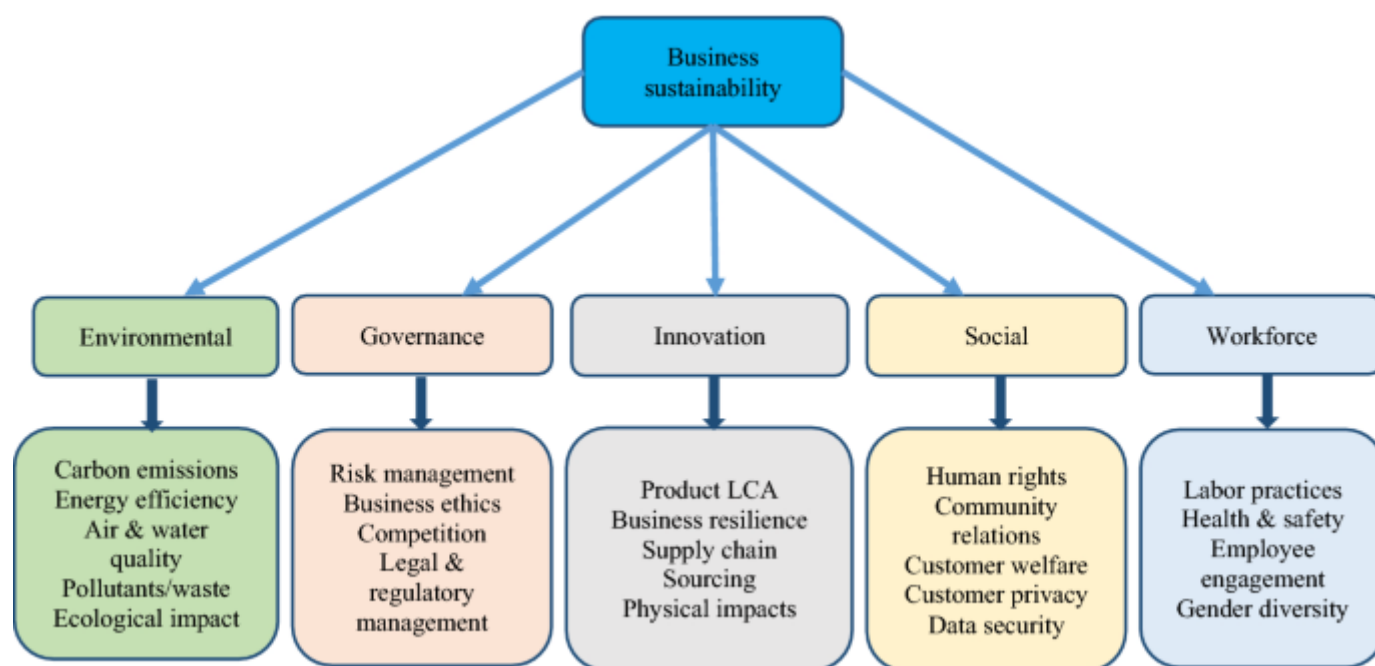 Business
sustainability
Environmental
Governance
Innovation
Social
Workforce
Carbon emissions
Energy efficiency
Air & water
quality
Pollutants/waste
Ecological impact
Risk management
Business ethics
Competition
Legal &
regulatory
management
Product LCA
Business resilience
Supply chain
Sourcing
Physical impacts
Human rights
Community
relations
Customer welfare
Customer privacy
Data security
Labor practices
Health & safety
Employee
engagement
Gender diversity